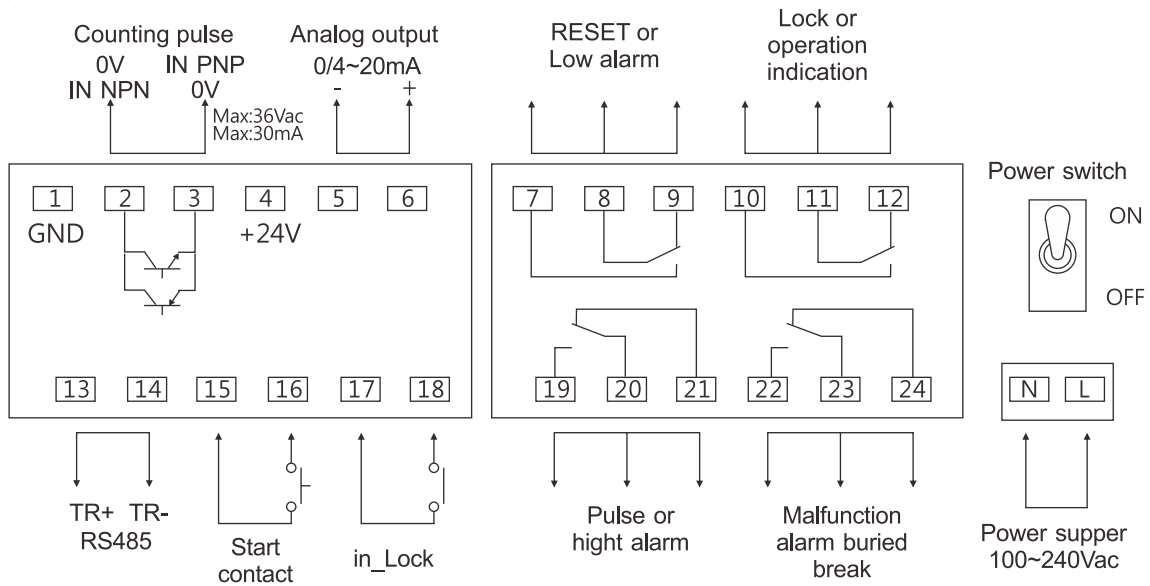 Counting pulse
0V IN PNP
IN NPN 0V
Max:36Vac
Max:30mA
Analog output
0/4~20mA
- +
RESET or
Low alarm
Lock or
operation
indication
1 2 3 4 5 6
GND +24V
7 8 9 10 11 12
Power switch
ON
OFF
13 14 15 16 17 18
19 20 21 22 23 24
N L
TR+ TR-
RS485
Start
contact
in_Lock
Pulse or
hight alarm
Malfunction
alarm buried
break
Power supper
100~240Vac